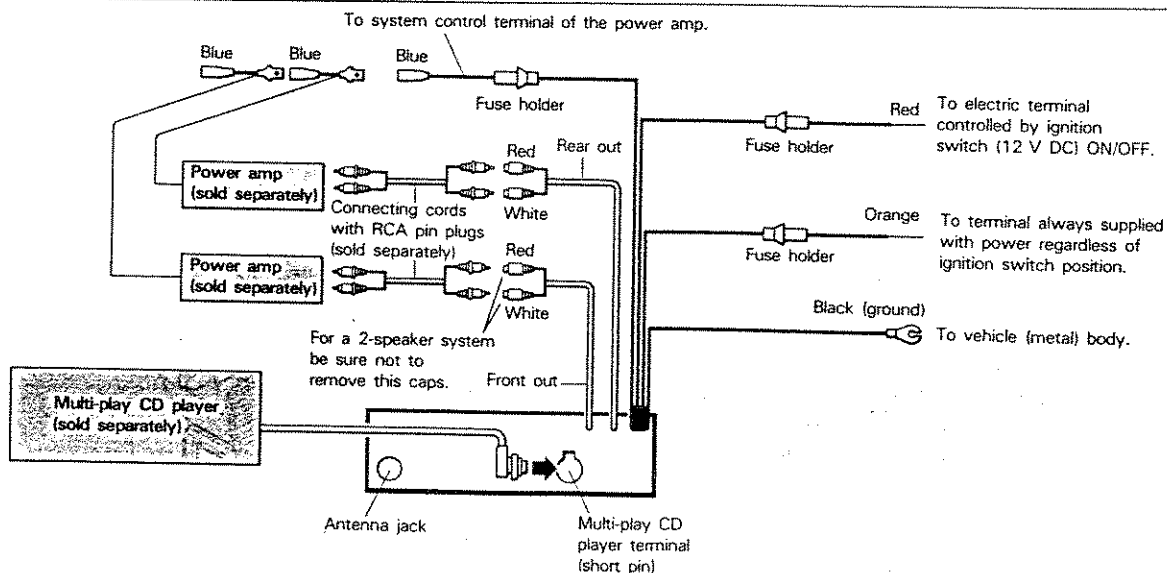 To system control terminal of the power amp.
Blue
Blue
Blue
Fuse holder
Red
To electric terminal
controlled by ignition
switch (12 V DC) ON/OFF.
Fuse holder
Red
Rear out
Power amp
(sold separately)
White
Connecting cords
with RCA pin plugs
(sold separately)
Orange
To terminal always supplied
with power regardless of
ignition switch position.
Fuse holder
Red
Power amp
(sold separately)
White
Black (ground)
To vehicle (metal) body.
For a 2-speaker system
be sure not to
remove this caps.
Front out
Multi-play CD player
(sold separately)
Antenna jack
Multi-play CD
player terminal
(short pin)